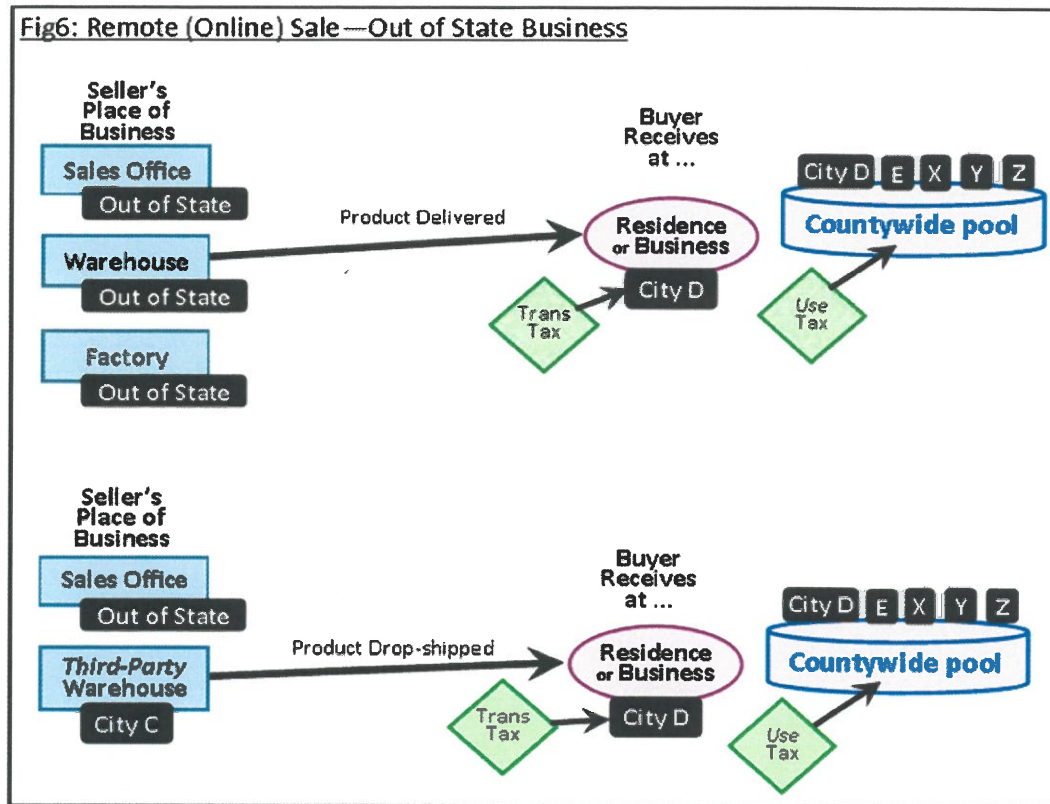 Fig6: Remote (Online) Sale—Out of State Business
Seller's
Place of
Business
Sales Office
Out of State
Warehouse
Out of State
Factory
Out of State
Product Delivered
Buyer
Receives
at ...
Residence
or Business
City D
Trans
Tax
City D E X Y Z
Countywide pool
Use
Tax
Seller's
Place of
Business
Sales Office
Out of State
Third-Party
Warehouse
City C
Product Drop-shipped
Buyer
Receives
at ...
Residence
or Business
City D
Trans
Tax
City D E X Y Z
Countywide pool
Use
Tax